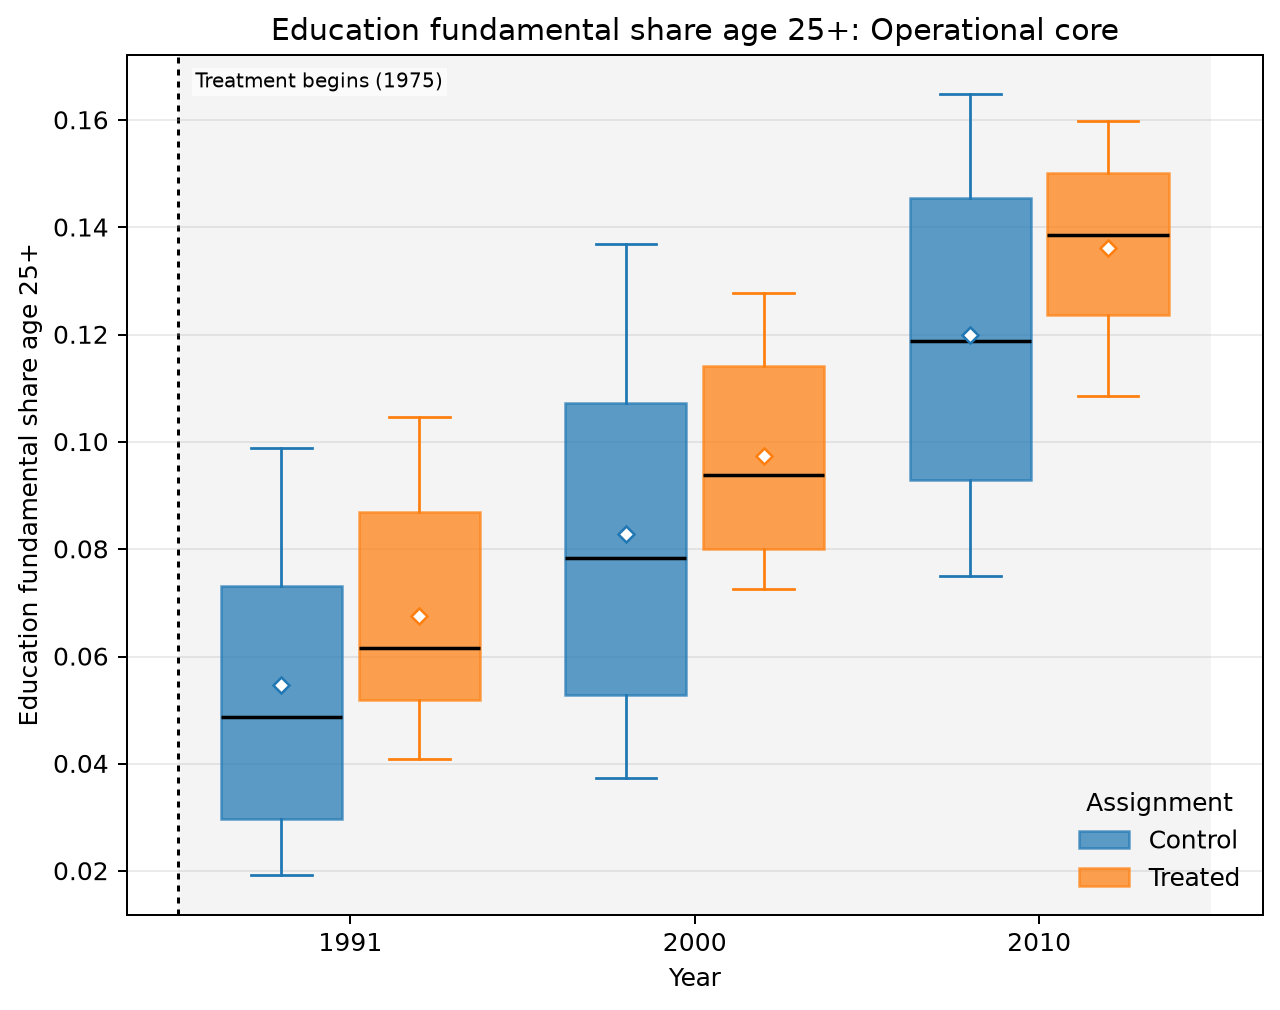 Education fundamental share age 25+: Operational core
Treatment begins (1975)
Education fundamental share age 25+
0.16
0.14
0.12
0.10
0.08
0.06
0.04
0.02
Assignment
Control
Treated
1991
2000
2010
Year